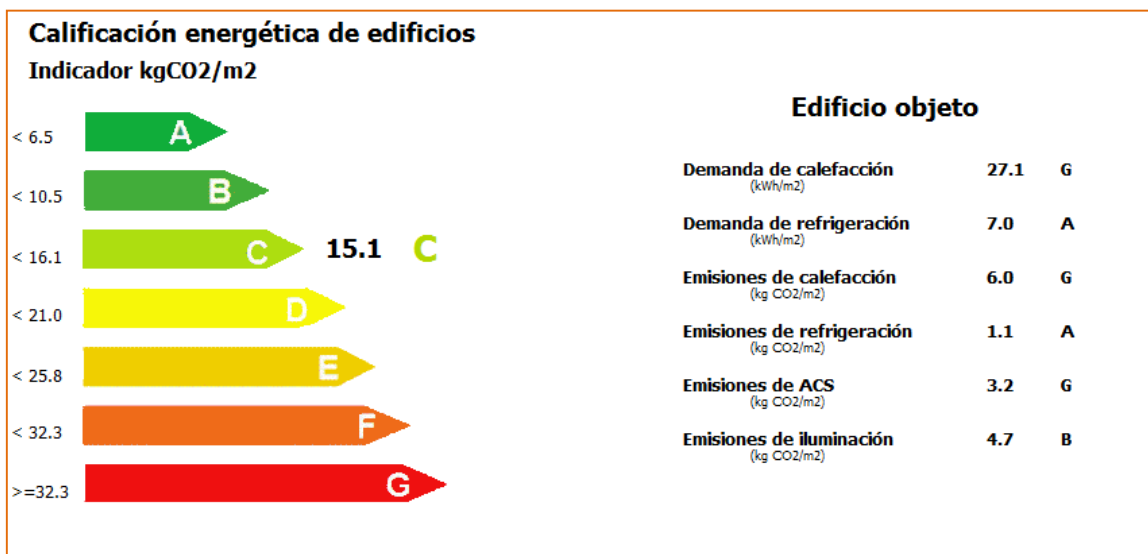 Calificación energética de edificios
Indicador kgCO2/m2
< 6.5 A
< 10.5 B
< 16.1 C 15.1 C
< 21.0 D
< 25.8 E
< 32.3 F
>=32.3 G
Edificio objeto
Demanda de calefacción 27.1 G
(kWh/m2)
Demanda de refrigeración 7.0 A
(kWh/m2)
Emisiones de calefacción 6.0 G
(kg CO2/m2)
Emisiones de refrigeración 1.1 A
(kg CO2/m2)
Emisiones de ACS 3.2 G
(kg CO2/m2)
Emisiones de iluminación 4.7 B
(kg CO2/m2)